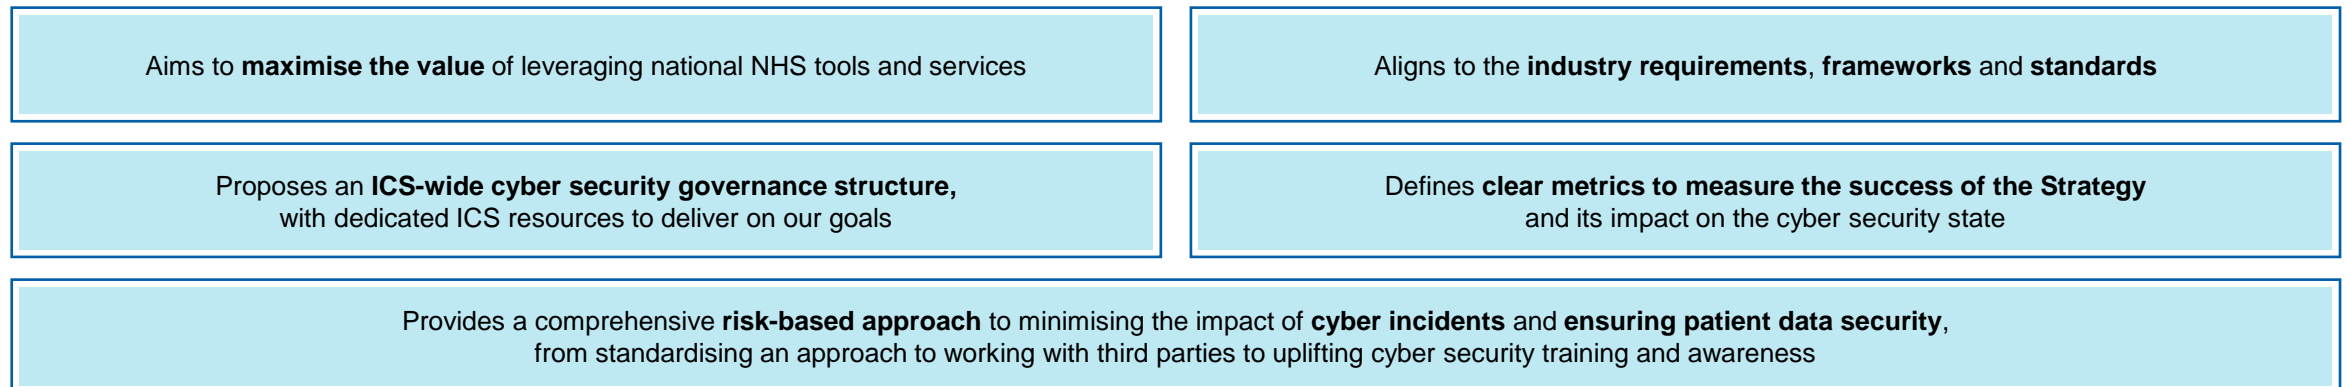 Aims to maximise the value of leveraging national NHS tools and services
Aligns to the industry requirements, frameworks and standards
Proposes an ICS-wide cyber security governance structure,
with dedicated ICS resources to deliver on our goals
Defines clear metrics to measure the success of the Strategy
and its impact on the cyber security state
Provides a comprehensive risk-based approach to minimising the impact of cyber incidents and ensuring patient data security,
from standardising an approach to working with third parties to uplifting cyber security training and awareness